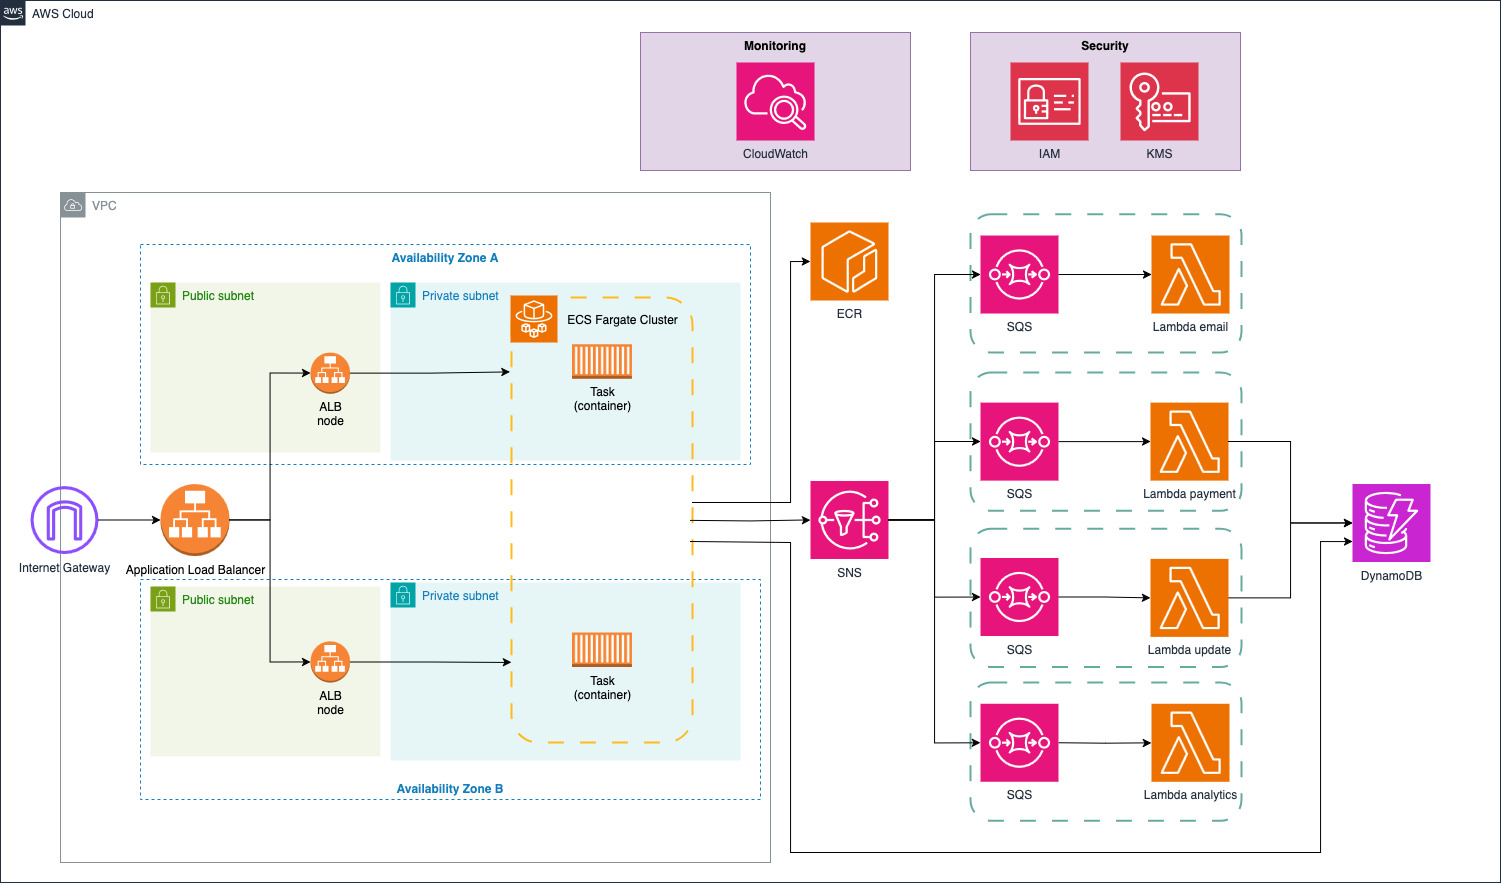 aws
AWS Cloud
Monitoring
CloudWatch
Security
IAM
KMS
VPC
Availability Zone A
Public subnet
Private subnet
ECS Fargate Cluster
Task
(container)
ALB
node
Internet Gateway
Application Load Balancer
Public subnet
Private subnet
ALB
node
Task
(container)
Availability Zone B
ECR
SNS
SQS
Lambda email
SQS
Lambda payment
SQS
Lambda update
SQS
Lambda analytics
DynamoDB